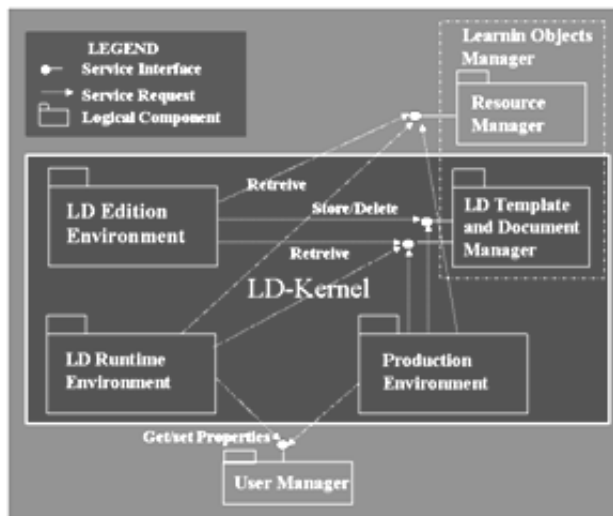 LEGEND
Service Interface
Service Request
Logical Component
Learnin Objects
Manager
Resource
Manager
Retreive
LD Edition
Environment
Store/Delete
LD Template
and Document
Manager
Retreive
LD-Kernel
LD Runtime
Environment
Production
Environment
Get/set Properties
User Manager